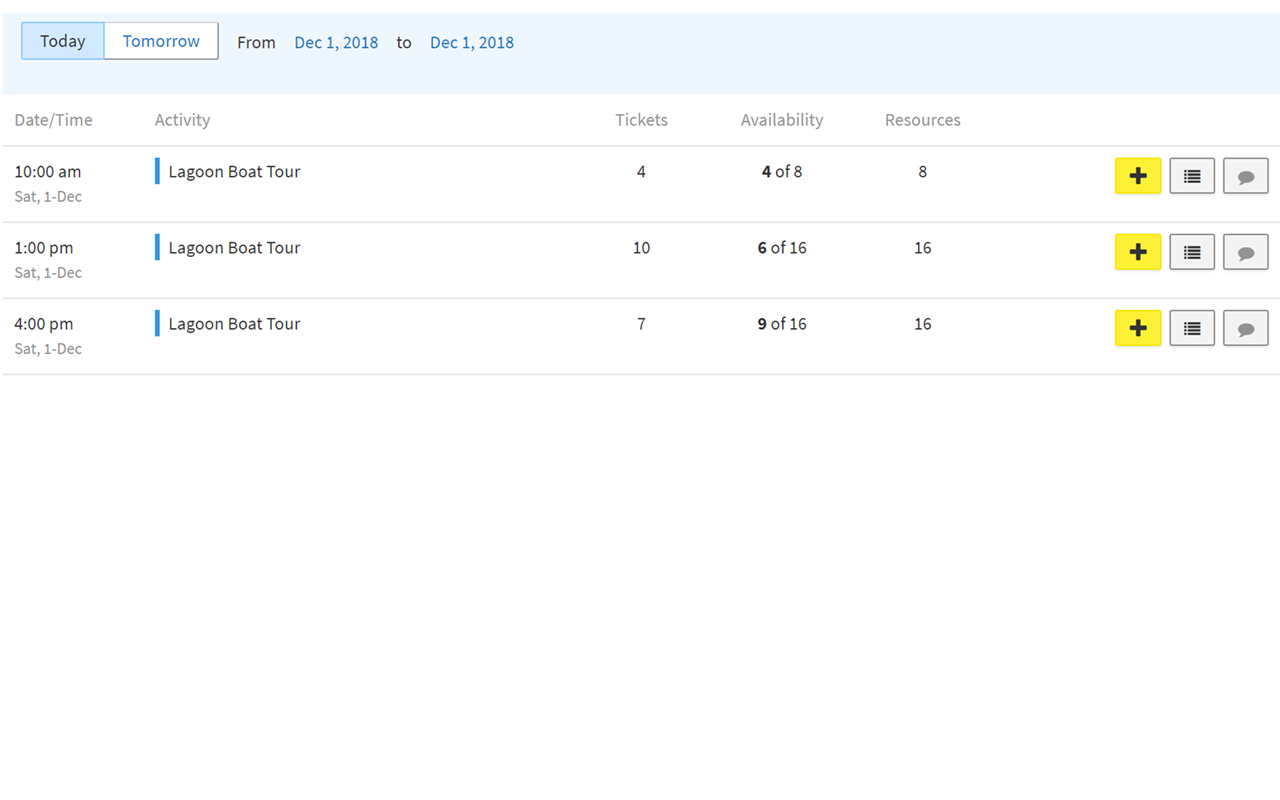 Today Tomorrow From Dec 1, 2018 to Dec 1, 2018
Date/Time Activity Tickets Availability Resources
10:00 am Lagoon Boat Tour 4 4 of 8 8
Sat, 1-Dec
1:00 pm Lagoon Boat Tour 10 6 of 16 16
Sat, 1-Dec
4:00 pm Lagoon Boat Tour 7 9 of 16 16
Sat, 1-Dec